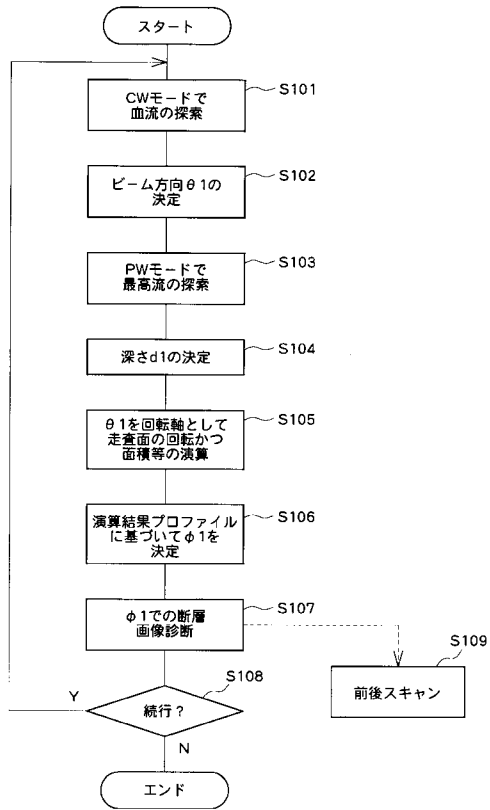 スタート
CWモードで
血流の探索
S101
ビーム方向θ1の
決定
S102
PWモードで
最高流の探索
S103
深さd1の決定
S104
θ1を回転軸として
走査面の回転かつ
面積等の演算
S105
演算結果プロファイル
に基づいてφ1を
決定
S106
φ1での断層
画像診断
S107
S109
前後スキャン
S108
Y
続行？
N
エンド